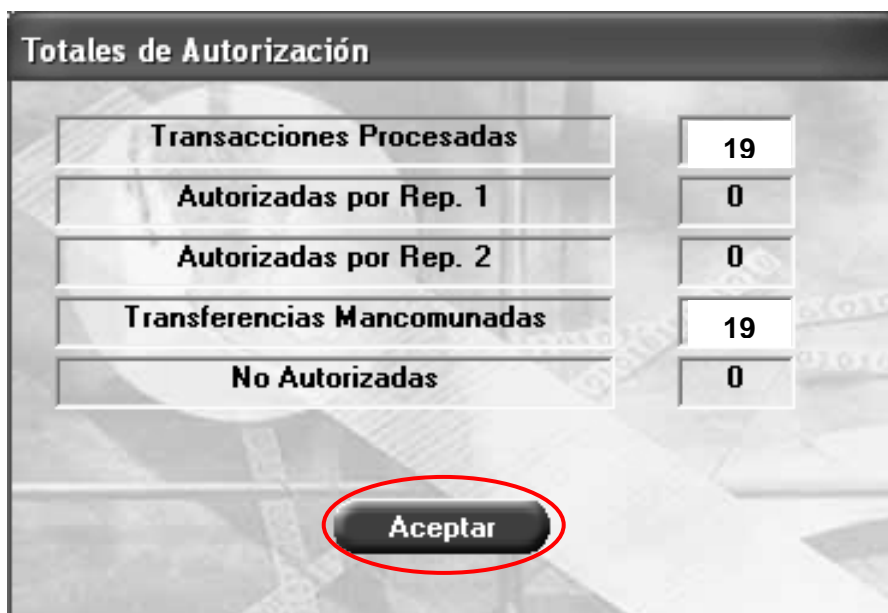 Totales de Autorización
Transacciones Procesadas 19
Autorizadas por Rep. 1 0
Autorizadas por Rep. 2 0
Transferencias Mancomunadas 19
No Autorizadas 0
Aceptar